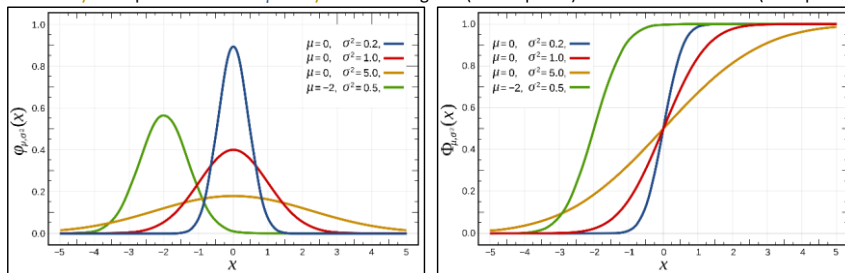 1.0
0.8
0.6
0.4
0.2
0.0
φμ,σ²(x)
μ=0, σ²=0.2,
μ=0, σ²=1.0,
μ=0, σ²=5.0,
μ=−2, σ²=0.5,
−5 −4 −3 −2 −1 0 1 2 3 4 5
x
1.0
0.8
0.6
0.4
0.2
0.0
Φμ,σ²(x)
μ=0, σ²=0.2,
μ=0, σ²=1.0,
μ=0, σ²=5.0,
μ=−2, σ²=0.5,
−5 −4 −3 −2 −1 0 1 2 3 4 5
x